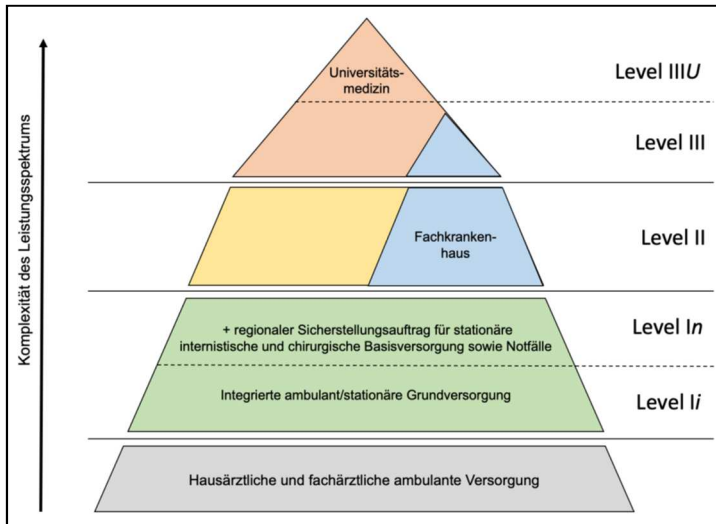 Komplexität des Leistungsspektrums
Universitäts-
medizin
Level IIIU
Level III
Fachkranken-
haus
Level II
+ regionaler Sicherstellungsauftrag für stationäre
internistische und chirurgische Basisversorgung sowie Notfälle
Level In
Integrierte ambulant/stationäre Grundversorgung
Level Ii
Hausärztliche und fachärztliche ambulante Versorgung